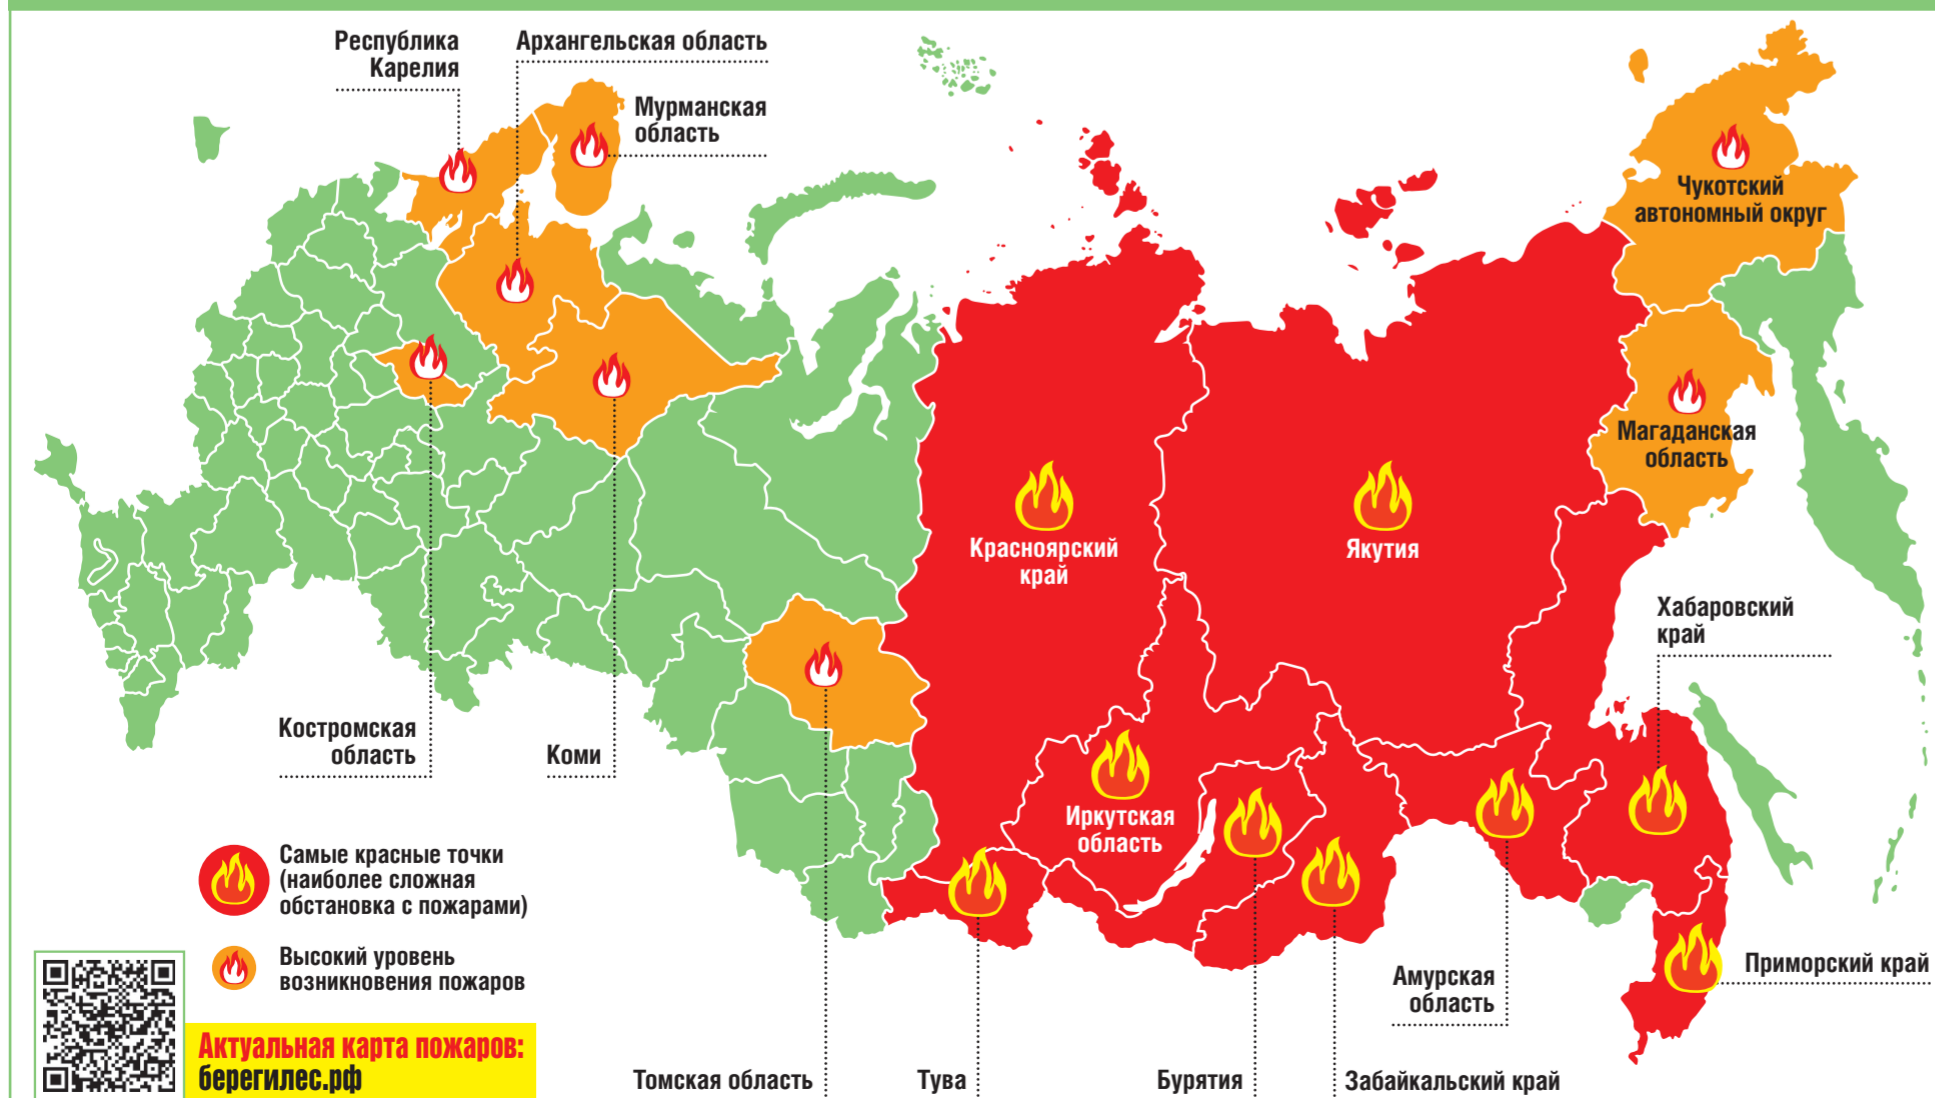 Республика
Карелия
Архангельская область
Мурманская
область
Чукотский
автономный округ
Магаданская
область
Красноярский
край
Якутия
Хабаровский
край
Костромская
область
Коми
Иркутская
область
Самые красные точки
(наиболее сложная
обстановка с пожарами)
Высокий уровень
возникновения пожаров
Амурская
область
Приморский край
Актуальная карта пожаров:
берегилес.рф
Томская область
Тува
Бурятия
Забайкальский край